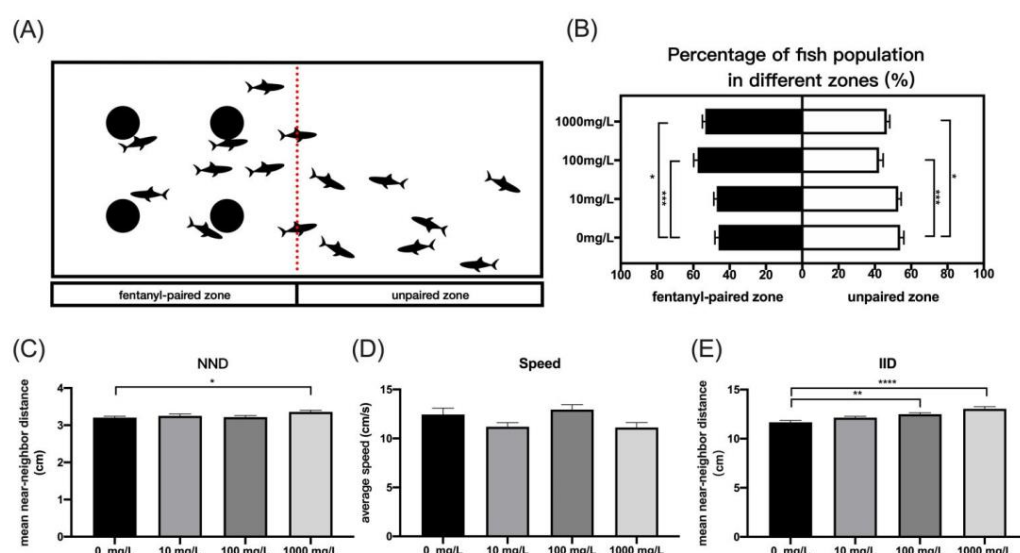 (A)
fentanyl-paired zone unpaired zone
(B)
Percentage of fish population
in different zones (%)
1000mg/L
100mg/L
10mg/L
0mg/L
* *** *** *
100 80 60 40 20 0 20 40 60 80 100
fentanyl-paired zone unpaired zone
(C)
NND
mean near-neighbor distance
(cm)
4
3
2
1
0
*
0 mg/L 10 mg/L 100 mg/L 1000 mg/L
(D)
Speed
average speed (cm/s)
15
10
5
0
0 mg/L 10 mg/L 100 mg/L 1000 mg/L
(E)
IID
mean near-neighbor distance
(cm)
15
10
5
0
****
**
0 mg/L 10 mg/L 100 mg/L 1000 mg/L